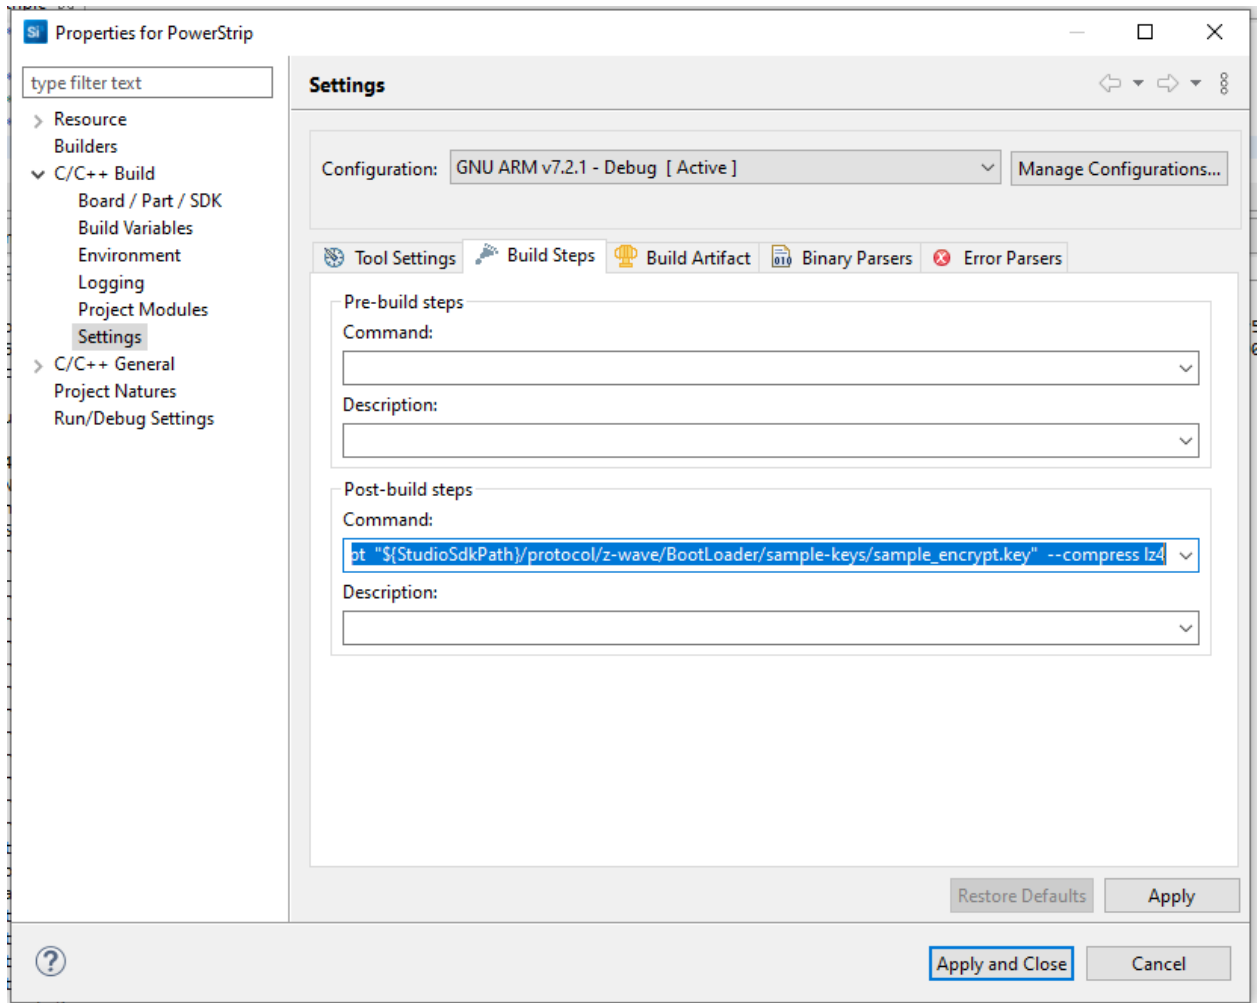 Si Properties for PowerStrip
type filter text
Settings
Resource
Builders
C/C++ Build
Board / Part / SDK
Build Variables
Environment
Logging
Project Modules
Settings
C/C++ General
Project Natures
Run/Debug Settings
Configuration: GNU ARM v7.2.1 - Debug [ Active ] Manage Configurations...
Tool Settings Build Steps Build Artifact Binary Parsers Error Parsers
Pre-build steps
Command:
Description:
Post-build steps
Command:
pt "${StudioSdkPath}/protocol/z-wave/BootLoader/sample-keys/sample_encrypt.key" --compress lz4
Description:
Restore Defaults Apply
? Apply and Close Cancel